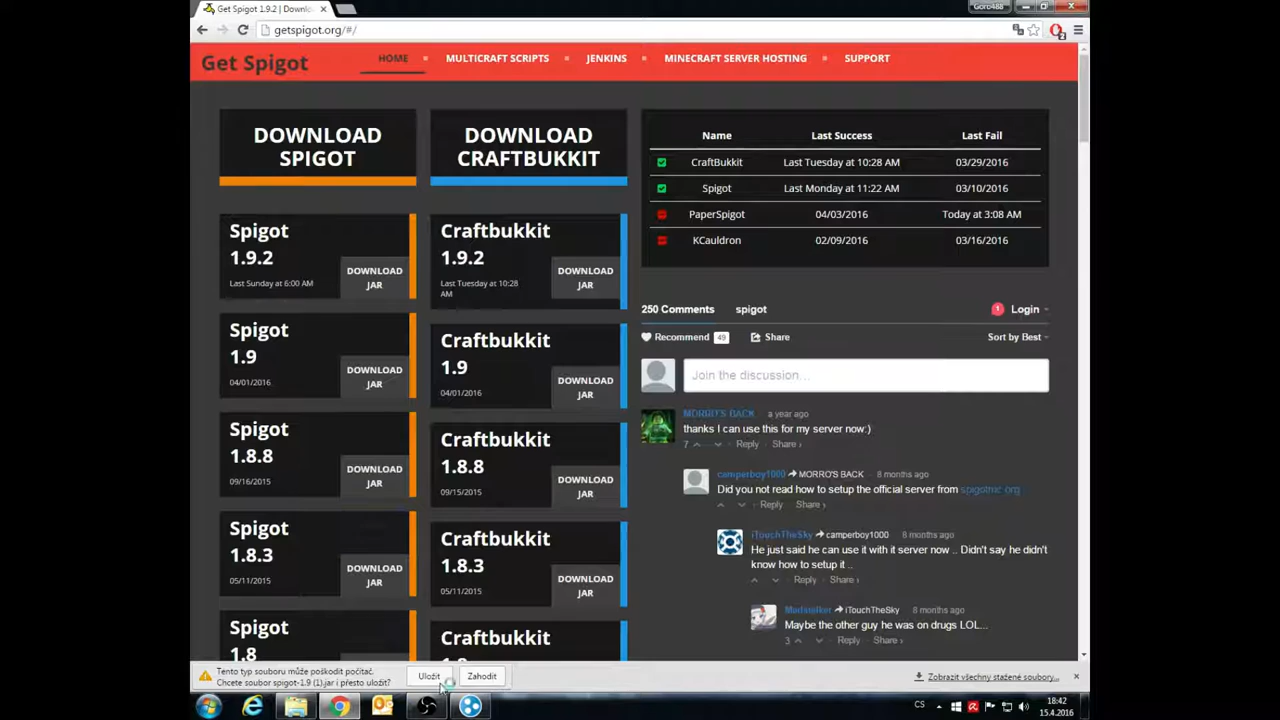 Get Spigot 1.9.2 | Downlo
Goro488
getspigot.org/#/
Get Spigot
HOME
MULTICRAFT SCRIPTS
JENKINS
MINECRAFT SERVER HOSTING
SUPPORT
DOWNLOAD
SPIGOT
Spigot
1.9.2
Last Sunday at 6:00 AM
DOWNLOAD
JAR
Spigot
1.9
04/01/2016
DOWNLOAD
JAR
Spigot
1.8.8
09/16/2015
DOWNLOAD
JAR
Spigot
1.8.3
05/11/2015
DOWNLOAD
JAR
Spigot
1.8
DOWNLOAD
DOWNLOAD
CRAFTBUKKIT
Craftbukkit
1.9.2
Last Tuesday at 10:28
AM
DOWNLOAD
JAR
Craftbukkit
1.9
04/01/2016
DOWNLOAD
JAR
Craftbukkit
1.8.8
09/15/2015
DOWNLOAD
JAR
Craftbukkit
1.8.3
05/11/2015
DOWNLOAD
JAR
Craftbukkit
Name Last Success Last Fail
CraftBukkit Last Tuesday at 10:28 AM 03/29/2016
Spigot Last Monday at 11:22 AM 03/10/2016
PaperSpigot 04/03/2016 Today at 3:08 AM
KCauldron 02/09/2016 03/16/2016
250 Comments spigot 1 Login
Recommend 49 Share Sort by Best
Join the discussion...
MORRO'S BACK a year ago
thanks I can use this for my server now:)
7 Reply Share ›
camperboy1000 MORRO'S BACK 8 months ago
Did you not read how to setup the official server from spigotmc.org
Reply Share ›
iTouchTheSky camperboy1000 8 months ago
He just said he can use it with it server now .. Didn't say he didn't
know how to setup it ..
Reply Share ›
iTouchTheSky 8 months ago
Maybe the other guy he was on drugs LOL...
3 Reply Share ›
Tento typ souboru může poškodit počítač.
Chcete soubor spigot-1.9 (1).jar i přesto uložit?
Uložit
Zahodit
Zobrazit všechny stažené soubory...
CS
18:42
15.4.2016